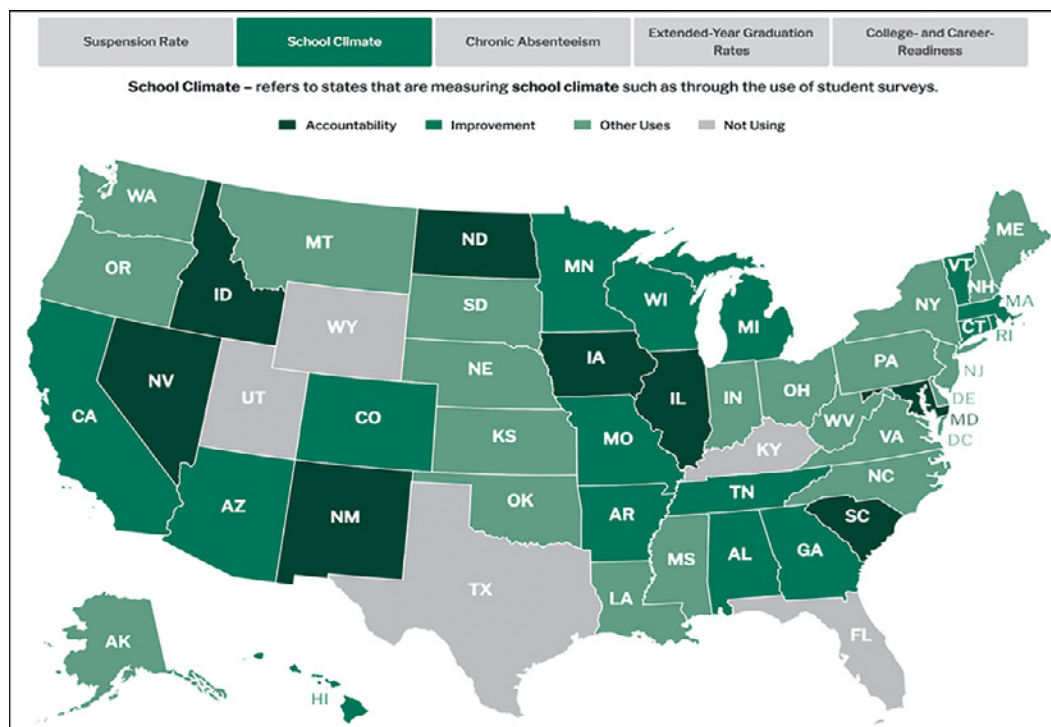 Suspension Rate
School Climate
Chronic Absenteeism
Extended-Year Graduation
Rates
College- and Career-
Readiness
School Climate – refers to states that are measuring school climate such as through the use of student surveys.
Accountability
Improvement
Other Uses
Not Using
WA
OR
ID
MT
ND
MN
WI
MI
NY
VT
NH
ME
MA
CT
RI
WY
SD
IA
NE
IL
IN
OH
PA
NJ
DE
MD
DC
NV
UT
CA
CO
KS
MO
KY
WV
VA
AZ
NM
OK
AR
TN
NC
SC
TX
LA
MS
AL
GA
FL
AK
HI